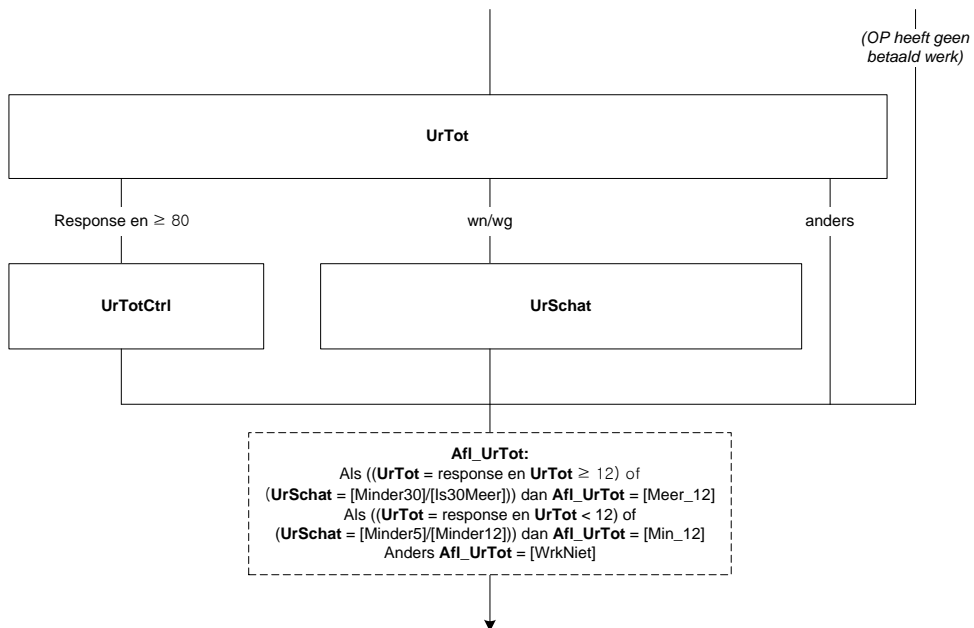 (OP heeft geen
betaald werk)
UrTot
Response en ≥ 80
wn/wg
anders
UrTotCtrl
UrSchat
Afl_UrTot:
Als ((UrTot = response en UrTot ≥ 12) of
(UrSchat = [Minder30]/[Is30Meer])) dan Afl_UrTot = [Meer_12]
Als ((UrTot = response en UrTot < 12) of
(UrSchat = [Minder5]/[Minder12])) dan Afl_UrTot = [Min_12]
Anders Afl_UrTot = [WrkNiet]